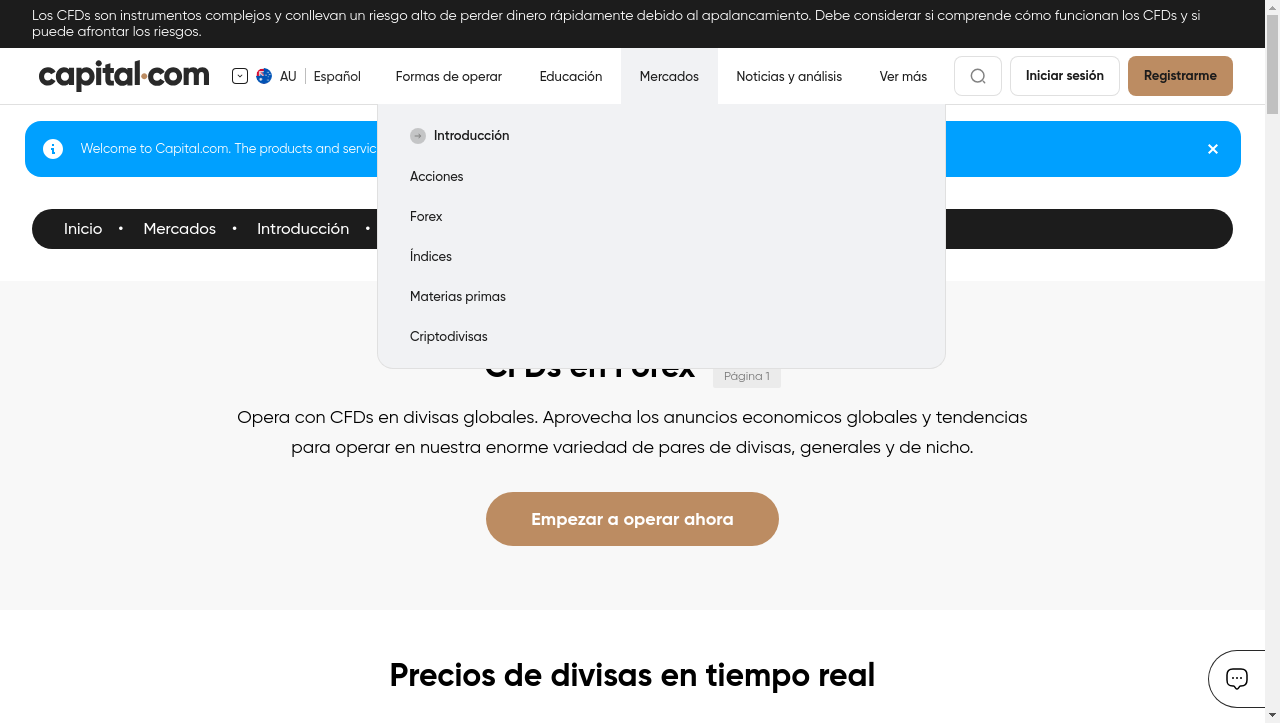 Los CFDs son instrumentos complejos y conllevan un riesgo alto de perder dinero rápidamente debido al apalancamiento. Debe considerar si comprende cómo funcionan los CFDs y si
puede afrontar los riesgos.
capital.com
AU
Español
Formas de operar
Educación
Mercados
Noticias y análisis
Ver más
Iniciar sesión
Registrarme
Introducción
Acciones
Forex
Índices
Materias primas
Criptodivisas
Welcome to Capital.com. The products and servic
Inicio • Mercados • Introducción •
CFDs en Forex
Página 1
Opera con CFDs en divisas globales. Aprovecha los anuncios economicos globales y tendencias
para operar en nuestra enorme variedad de pares de divisas, generales y de nicho.
Empezar a operar ahora
Precios de divisas en tiempo real